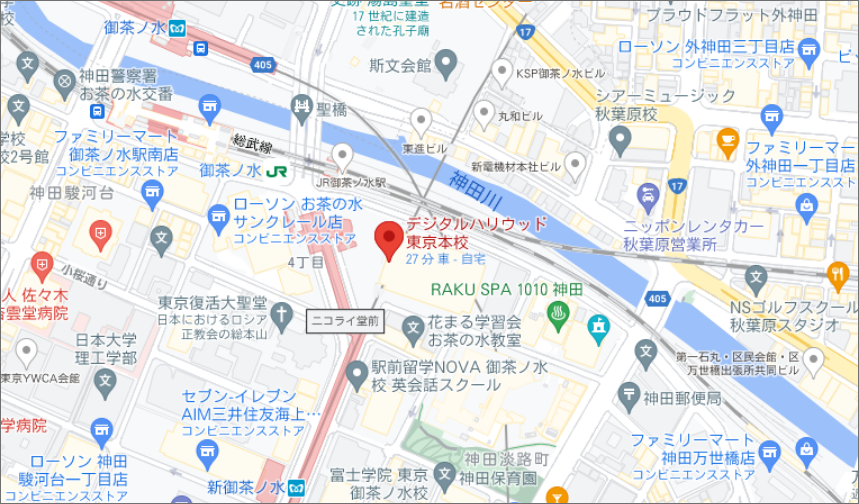 名酒センター
17 世紀に建造
された孔子廟
プラウドフラット外神田
御茶ノ水
17
ローソン 外神田三丁目店
コンビニエンスストア
405
斯文会館
KSP御茶ノ水ビル
神田警察署
お茶の水交番
シアーミュージック
秋葉原校
聖橋
丸和ビル
ファミリーマート
御茶ノ水駅南店
コンビニエンスストア
校2号館
総武線
東進ビル
ファミリーマー
外神田一丁目店
コンビニエンスストア
新電機材本社ビル
御茶ノ水 JR
JR御茶ノ水駅
神田川
17
神田駿河台
ローソン お茶の水
サンクレール店
コンビニエンスストア
デジタルハリウッド
東京本校
27 分 車 - 自宅
ニッポンレンタカー
秋葉原営業所
4丁目
小桜通り
人 佐々木
雲堂病院
RAKU SPA 1010 神田
405
NSゴルフスクール
秋葉原スタジオ
東京復活大聖堂
日本におけるロシア
正教会の総本山
ニコライ堂前
花まる学習会
お茶の水教室
日本大学
理工学部
第一石丸・区民会館・区
万世橋出張所共同ビル
東京YWCA会館
駅前留学NOVA 御茶ノ水
校 英会話スクール
神田郵便局
セブン-イレブン
AIM三井住友海上…
コンビニエンスストア
学病院
ファミリーマート
神田万世橋店
コンビニエンスストア
ローソン 神田
駿河台一丁目店
コンビニエンスストア
神田淡路町
新御茶ノ水
富士学院 東京
御茶ノ水校
神田保育園